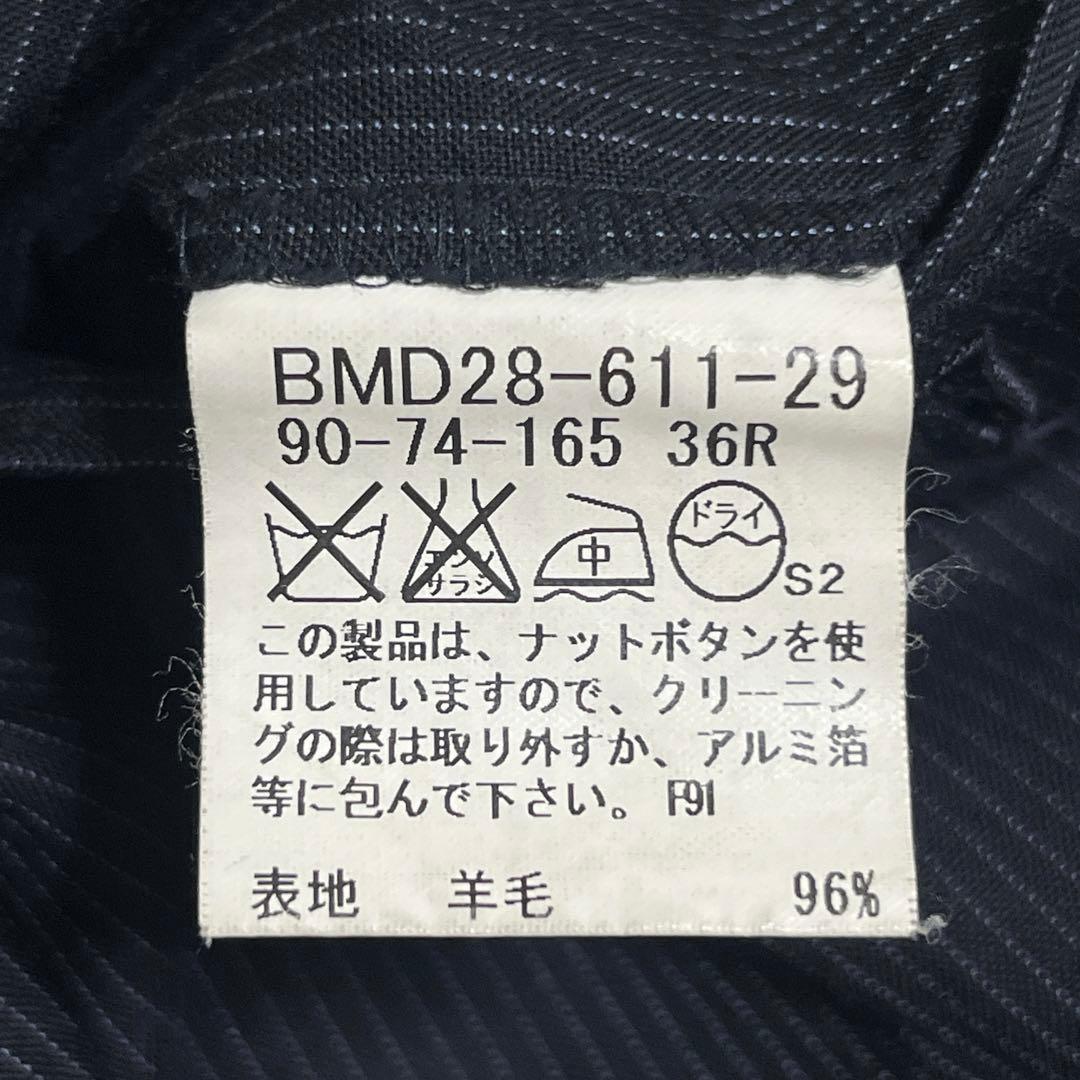 BMD28-611-29
90-74-165 36R
エンソ
サラシ
中
ドライ
S2
この製品は、ナットボタンを使
用していますので、クリーニン
グの際は取り外すか、アルミ箔
等に包んで下さい。 F91
表地 羊毛 96%